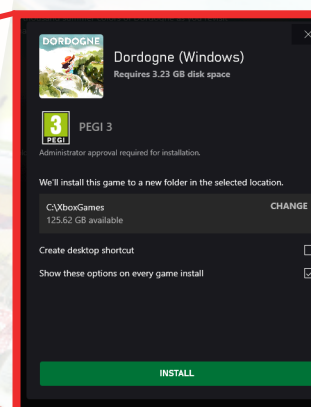 DORDOGNE
Dordogne (Windows)
Requires 3.23 GB disk space
3
PEGI
PEGI 3
Administrator approval required for installation.
We'll install this game to a new folder in the selected location.
C:\XboxGames
CHANGE
125.62 GB available
Create desktop shortcut
Show these options on every game install
INSTALL